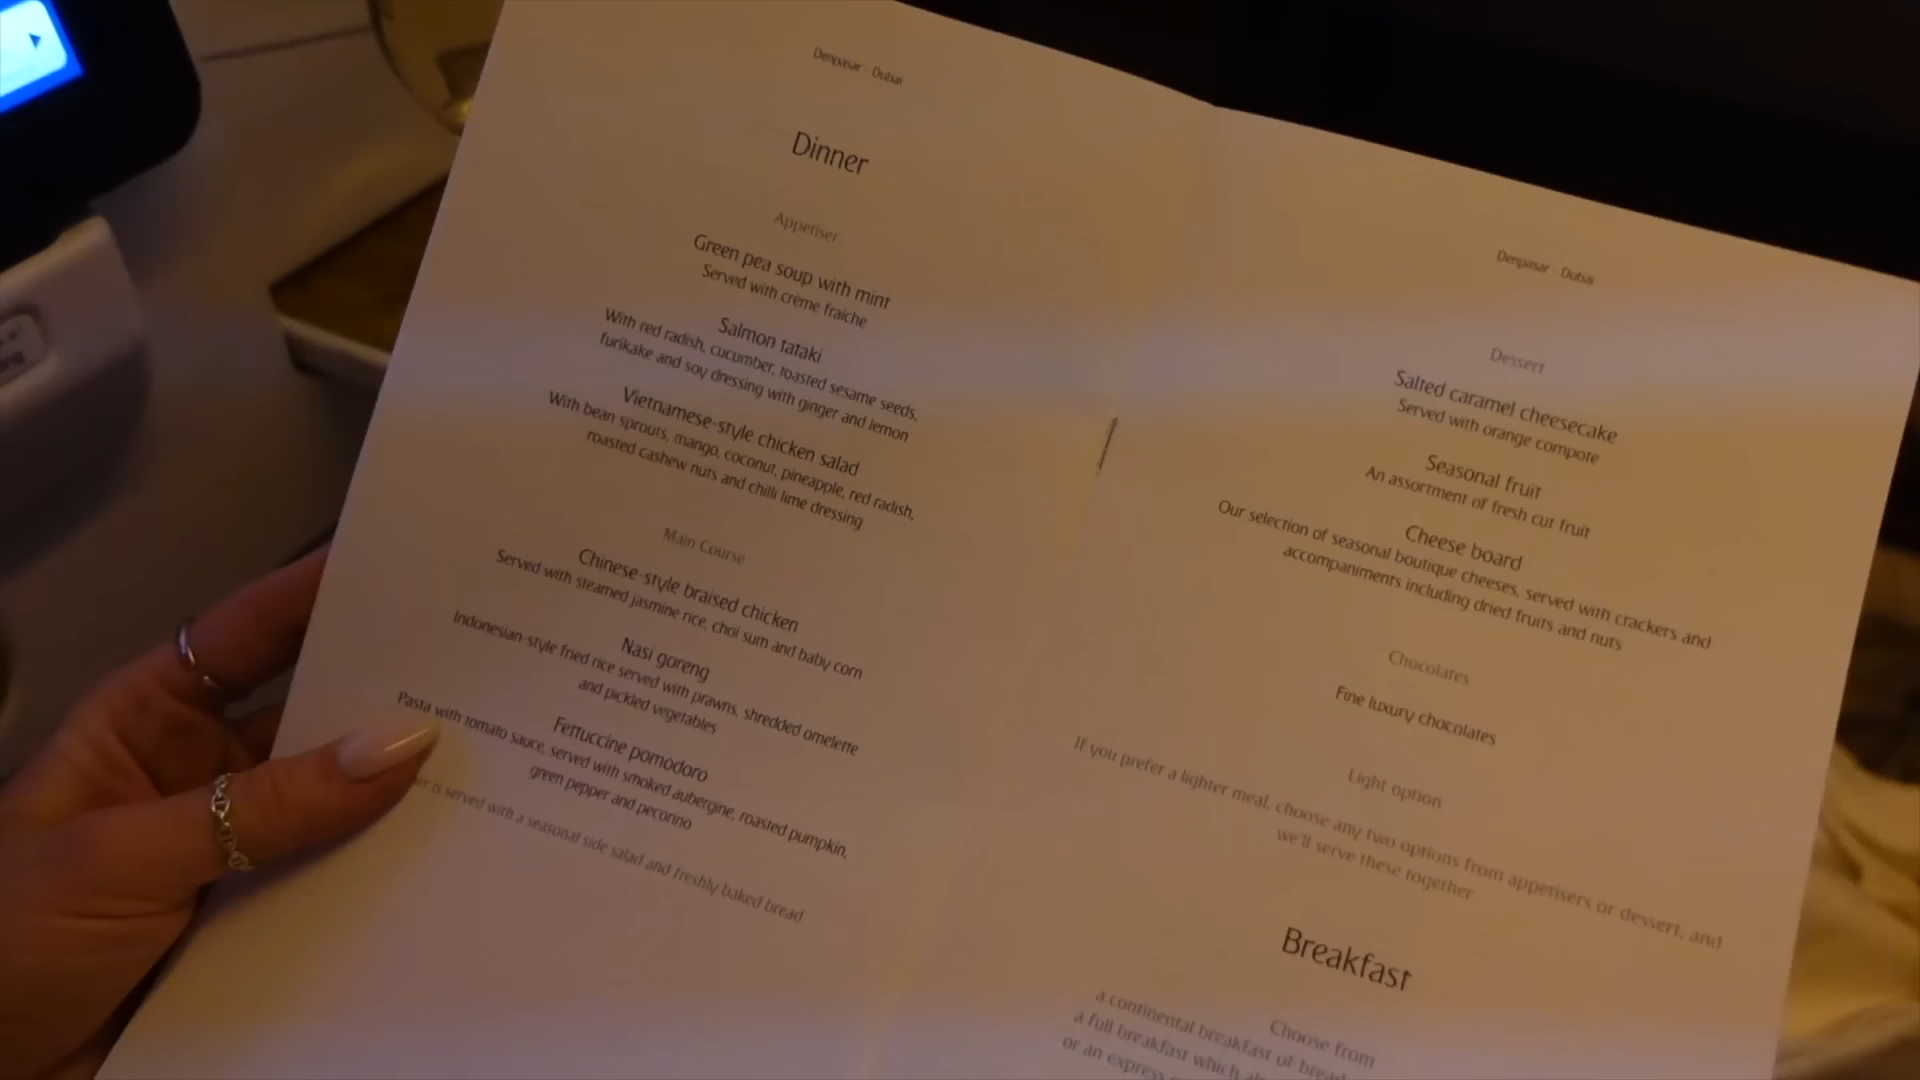 Denpasar · Dubai
Dinner
Appetiser
Green pea soup with mint
Served with crème fraiche
Salmon tataki
With red radish, cucumber, toasted sesame seeds,
furikake and soy dressing with ginger and lemon
Vietnamese-style chicken salad
With bean sprouts, mango, coconut, pineapple, red radish,
roasted cashew nuts and chilli lime dressing
Main Course
Chinese-style braised chicken
Served with steamed jasmine rice, choi sum and baby corn
Nasi goreng
Indonesian-style fried rice served with prawns, shredded omelette
and pickled vegetables
Fettuccine pomodoro
Pasta with tomato sauce, served with smoked aubergine, roasted pumpkin,
green pepper and pecorino
is served with a seasonal side salad and freshly baked bread
Denpasar · Dubai
Dessert
Salted caramel cheesecake
Served with orange compote
Seasonal fruit
An assortment of fresh cut fruit
Cheese board
Our selection of seasonal boutique cheeses, served with crackers and
accompaniments including dried fruits and nuts
Chocolates
Fine luxury chocolates
Light option
If you prefer a lighter meal, choose any two options from appetisers or dessert, and
we'll serve these together
Breakfast
Choose from
a continental breakfast of
a full breakfast which
or an express